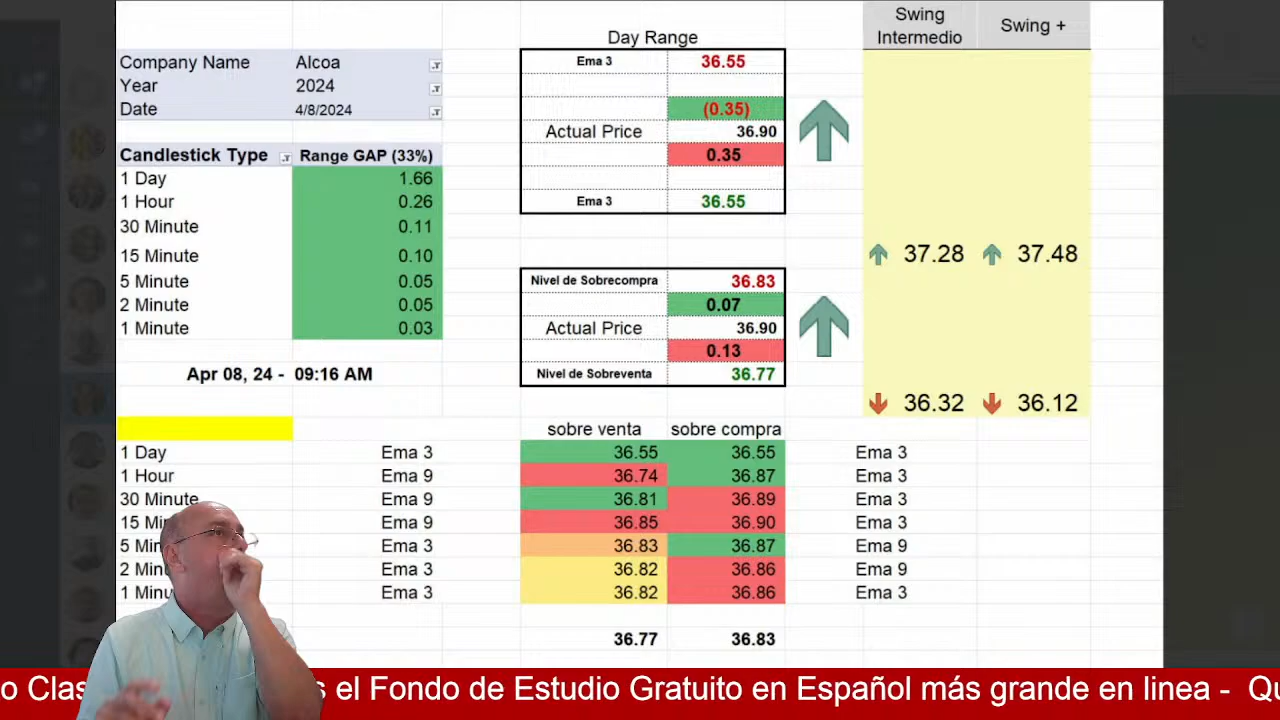 Swing Intermedio Swing +
Day Range
Company Name Alcoa
Year 2024
Date 4/8/2024
Candlestick Type Range GAP (33%)
1 Day 1.66
1 Hour 0.26
30 Minute 0.11
15 Minute 0.10
5 Minute 0.05
2 Minute 0.05
1 Minute 0.03
Apr 08, 24 - 09:16 AM
Ema 3 36.55
(0.35)
Actual Price 36.90
0.35
Ema 3 36.55
Nivel de Sobrecompra 36.83
0.07
Actual Price 36.90
0.13
Nivel de Sobreventa 36.77
37.28 37.48
36.32 36.12
sobre venta sobre compra
1 Day Ema 3 36.55 36.55 Ema 3
1 Hour Ema 9 36.74 36.87 Ema 3
30 Minute Ema 9 36.81 36.89 Ema 3
15 Ema 9 36.85 36.90 Ema 3
5 Ema 3 36.83 36.87 Ema 9
2 Ema 3 36.82 36.86 Ema 9
1 Ema 3 36.82 36.86 Ema 3
36.77 36.83
el Fondo de Estudio Gratuito en Español más grande en linea -